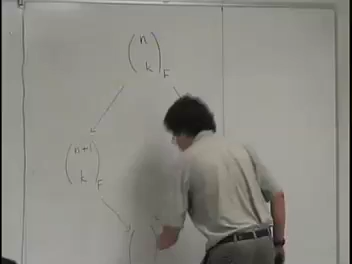 ( n
k )F
( n+1
k )F
(